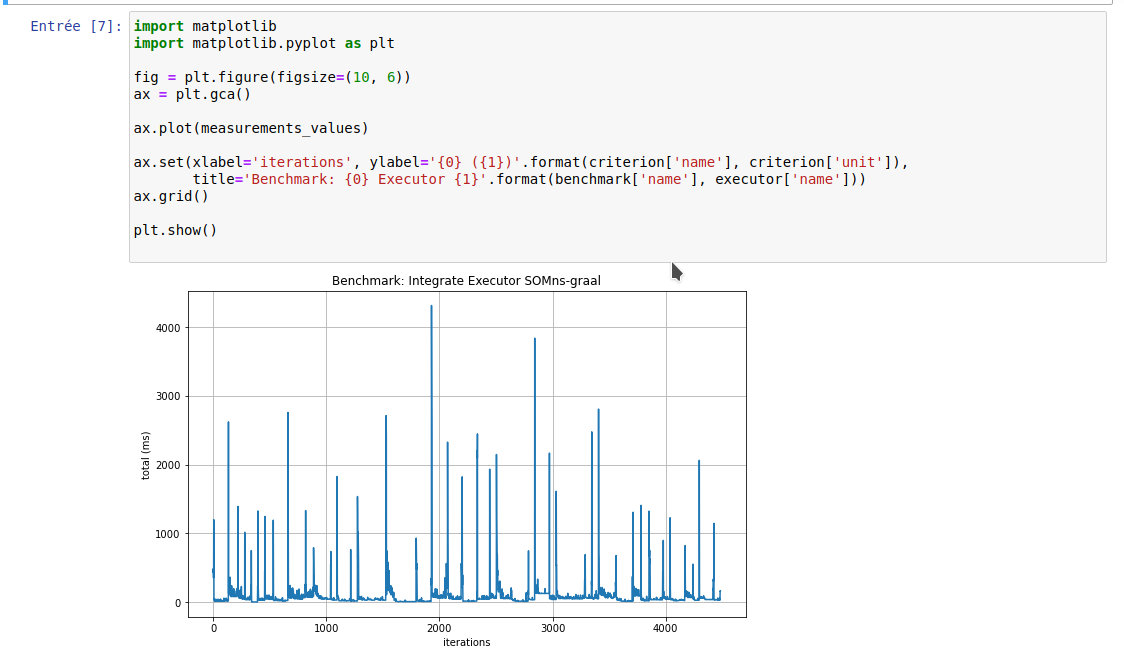 Entrée [7]:
import matplotlib
import matplotlib.pyplot as plt
fig = plt.figure(figsize=(10, 6))
ax = plt.gca()
ax.plot(measurements_values)
ax.set(xlabel='iterations', ylabel='{0} ({1})'.format(criterion['name'], criterion['unit']),
title='Benchmark: {0} Executor {1}'.format(benchmark['name'], executor['name']))
ax.grid()
plt.show()
Benchmark: Integrate Executor SOMns-graal
4000
3000
2000
1000
0
total (ms)
0 1000 2000 3000 4000
iterations